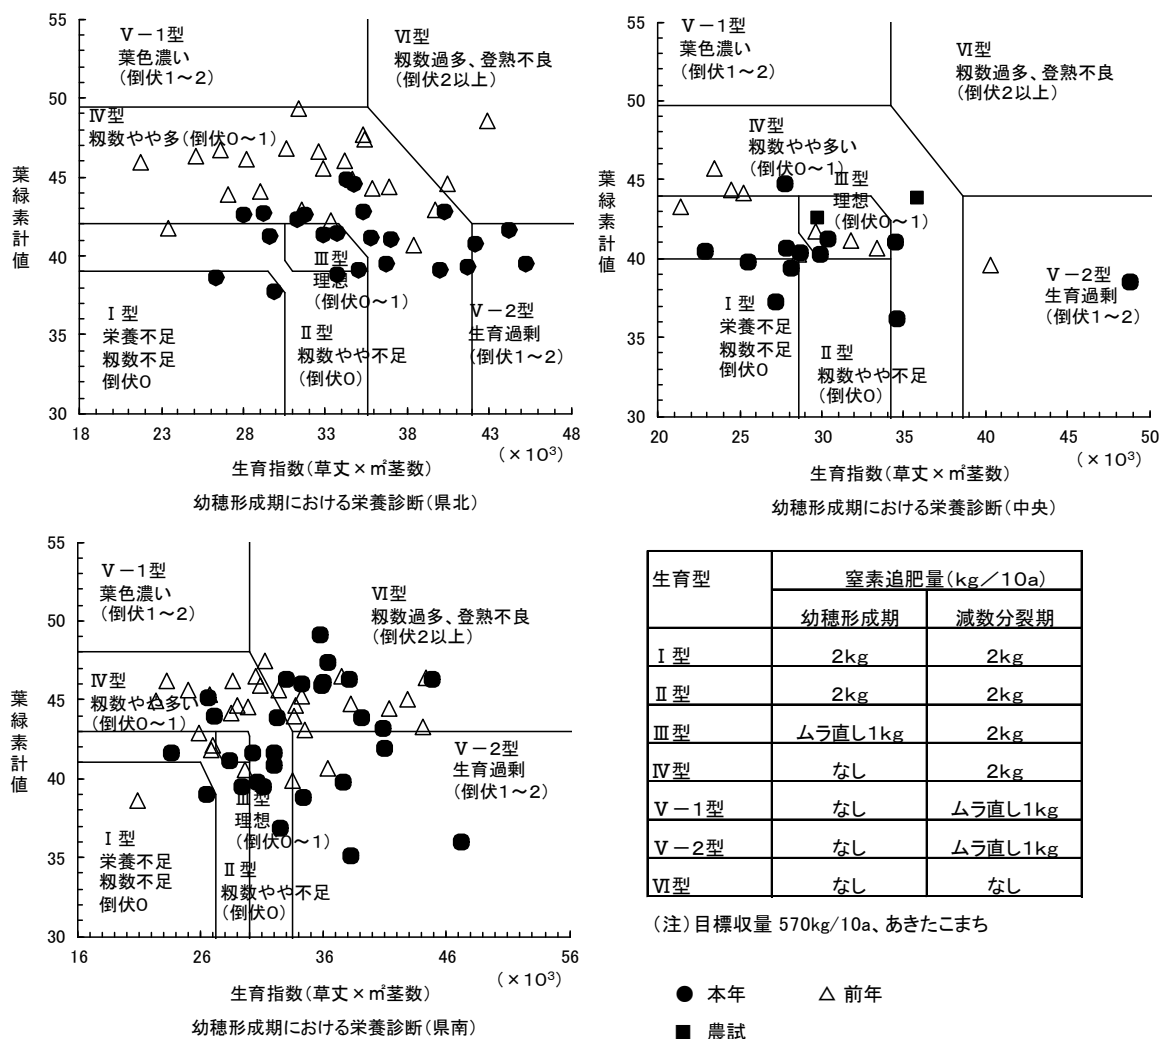 55
50
45
40
35
30
葉緑素計値
Ⅴ－1型
葉色濃い
(倒伏1～2)
Ⅵ型
籾数過多、登熟不良
(倒伏2以上)
Ⅳ型
籾数やや多(倒伏0～1)
Ⅲ型
理想
(倒伏0～1)
Ⅰ型
栄養不足
籾数不足
倒伏0
Ⅱ型
籾数やや不足
(倒伏0)
Ⅴ－2型
生育過剰
(倒伏1～2)
18 23 28 33 38 43 48
(×10³)
生育指数(草丈×㎡茎数)
幼穂形成期における栄養診断(県北)
55
50
45
40
35
30
葉緑素計値
Ⅴ－1型
葉色濃い
(倒伏1～2)
Ⅵ型
籾数過多、登熟不良
(倒伏2以上)
Ⅳ型
籾数やや多い
(倒伏0～1)
Ⅲ型
理想
(倒伏0～1)
Ⅰ型
栄養不足
籾数不足
倒伏0
Ⅱ型
籾数やや不足
(倒伏0)
Ⅴ－2型
生育過剰
(倒伏1～2)
20 25 30 35 40 45 50
(×10³)
生育指数(草丈×㎡茎数)
幼穂形成期における栄養診断(中央)
55
50
45
40
35
30
葉緑素計値
Ⅴ－1型
葉色濃い
(倒伏1～2)
Ⅵ型
籾数過多、登熟不良
(倒伏2以上)
Ⅳ型
籾数やや多い
(倒伏0～1)
Ⅲ型
理想
(倒伏0～1)
Ⅰ型
栄養不足
籾数不足
倒伏0
Ⅱ型
籾数やや不足
(倒伏0)
Ⅴ－2型
生育過剰
(倒伏1～2)
16 26 36 46 56
(×10³)
生育指数(草丈×㎡茎数)
幼穂形成期における栄養診断(県南)
生育型 窒素追肥量(kg／10a)
幼穂形成期 減数分裂期
Ⅰ型 2kg 2kg
Ⅱ型 2kg 2kg
Ⅲ型 ムラ直し1kg 2kg
Ⅳ型 なし 2kg
Ⅴ－1型 なし ムラ直し1kg
Ⅴ－2型 なし ムラ直し1kg
Ⅵ型 なし なし
(注)目標収量 570kg/10a、あきたこまち
● 本年 △ 前年
■ 農試